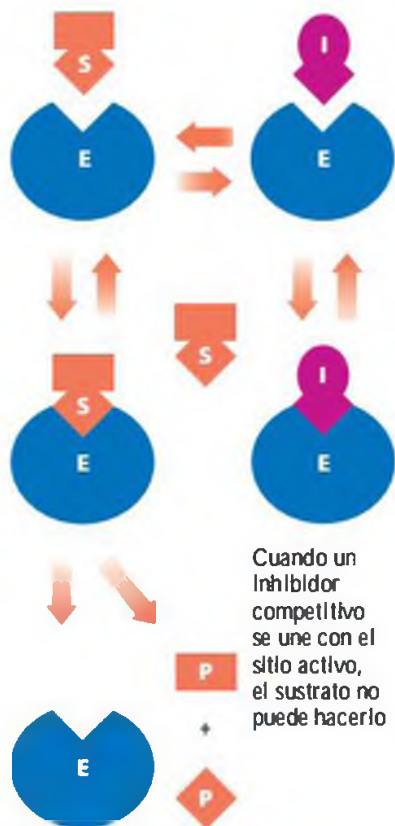 S
I
E
E
S
S
I
E
E
Cuando un
inhibidor
competitivo
se une con el
sitio activo,
el sustrato no
puede hacerlo
P
+
E
P